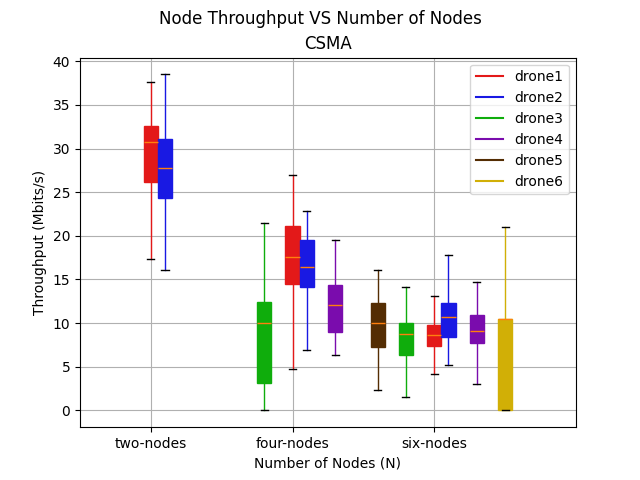 Node Throughput VS Number of Nodes
CSMA
40
35
30
25
20
15
10
5
0
Throughput (Mbits/s)
drone1
drone2
drone3
drone4
drone5
drone6
two-nodes four-nodes six-nodes
Number of Nodes (N)